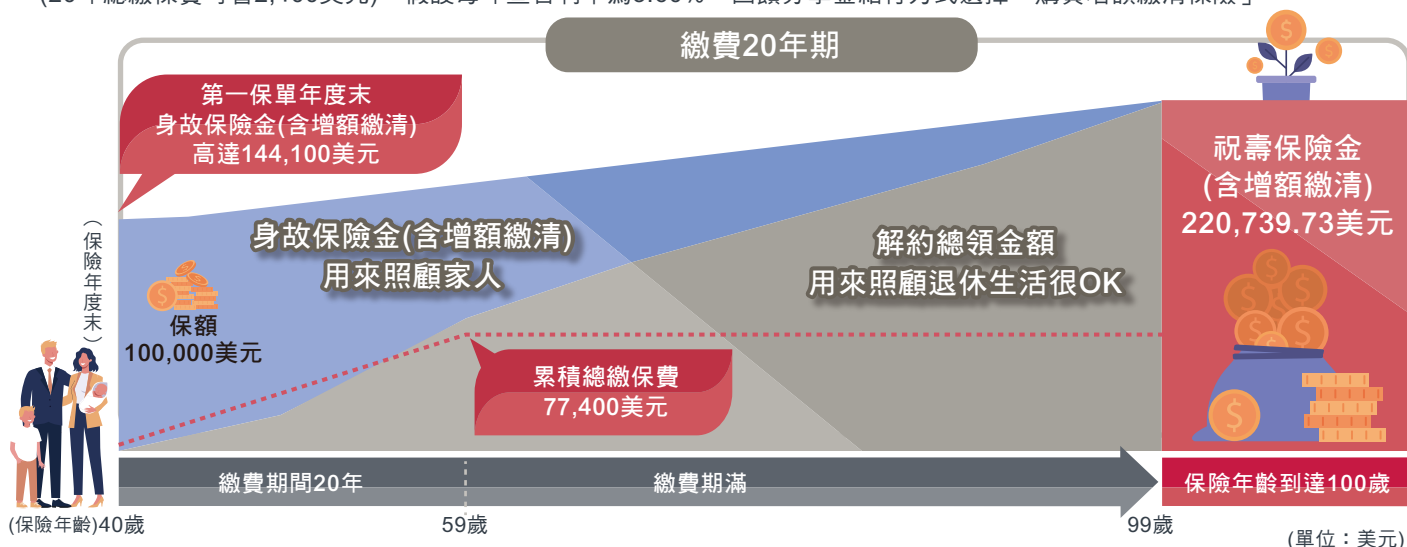 繳費20年期
第一保單年度末
身故保險金(含增額繳清)
高達144,100美元
祝壽保險金
(含增額繳清)
220,739.73美元
(保險年度末)
身故保險金(含增額繳清)
用來照顧家人
解約總領金額
用來照顧退休生活很OK
保額
100,000美元
累積總繳保費
77,400美元
繳費期間20年
繳費期滿
保險年齡到達100歲
(保險年齡)40歲
59歲
99歲
(單位：美元)